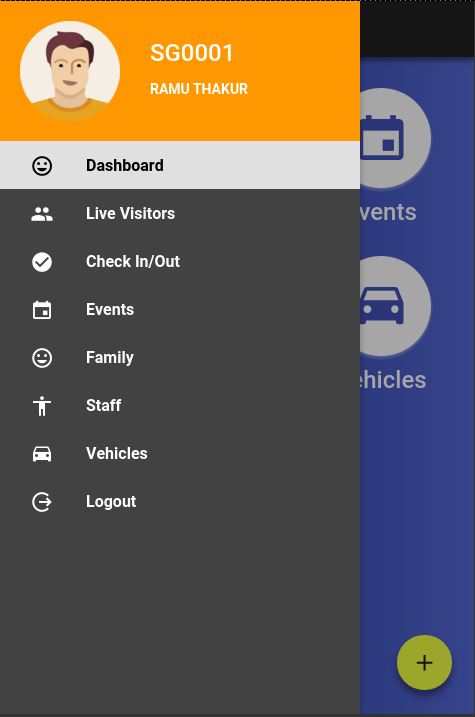 SG0001
RAMU THAKUR
Dashboard
Live Visitors
Check In/Out
Events
Family
Staff
Vehicles
Logout
vents
ehicles